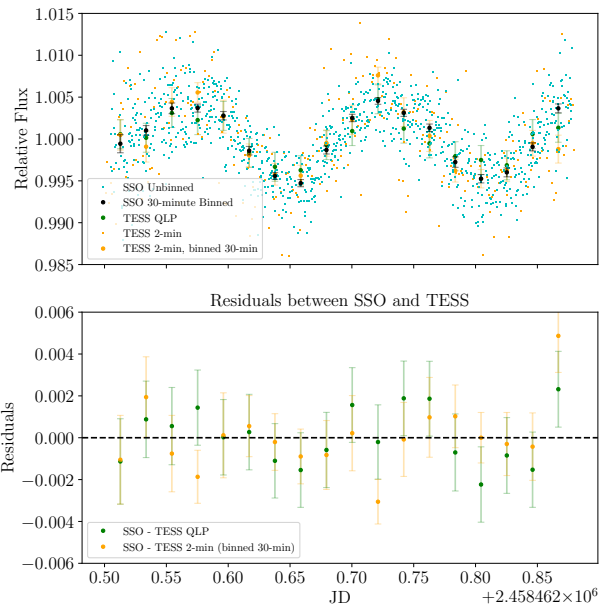 1.015
1.010
1.005
1.000
0.995
0.990
0.985
Relative Flux
SSO Unbinned
SSO 30-minute Binned
TESS QLP
TESS 2-min
TESS 2-min, binned 30-min
Residuals between SSO and TESS
0.006
0.004
0.002
0.000
−0.002
−0.004
−0.006
Residuals
SSO - TESS QLP
SSO - TESS 2-min (binned 30-min)
0.50 0.55 0.60 0.65 0.70 0.75 0.80 0.85
JD
+2.458462×10⁶